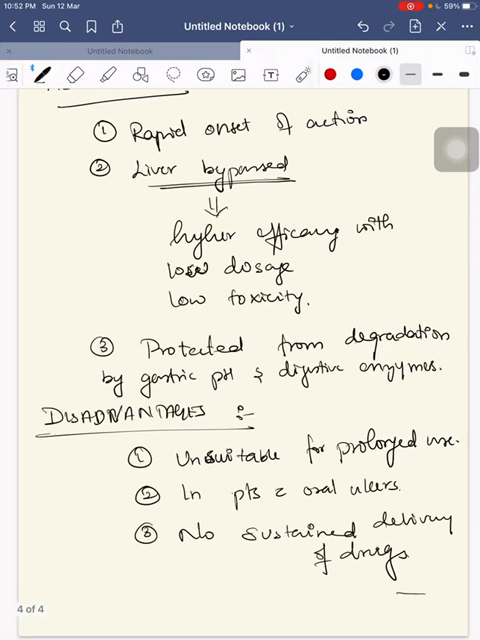 10:52 PM Sun 12 Mar
59%
Untitled Notebook (1)
Untitled Notebook
Untitled Notebook (1)
① Rapid onset of action
② Liver bypassed
⇓
higher efficacy with
low dosage
low toxicity.
③ Protected from degradation
by gastric pH & digestive enzymes.
DISADVANTAGES :-
① Unsuitable for prolonged use.
② In pts c oral ulcers.
③ No sustained delivery
of drugs
4 of 4